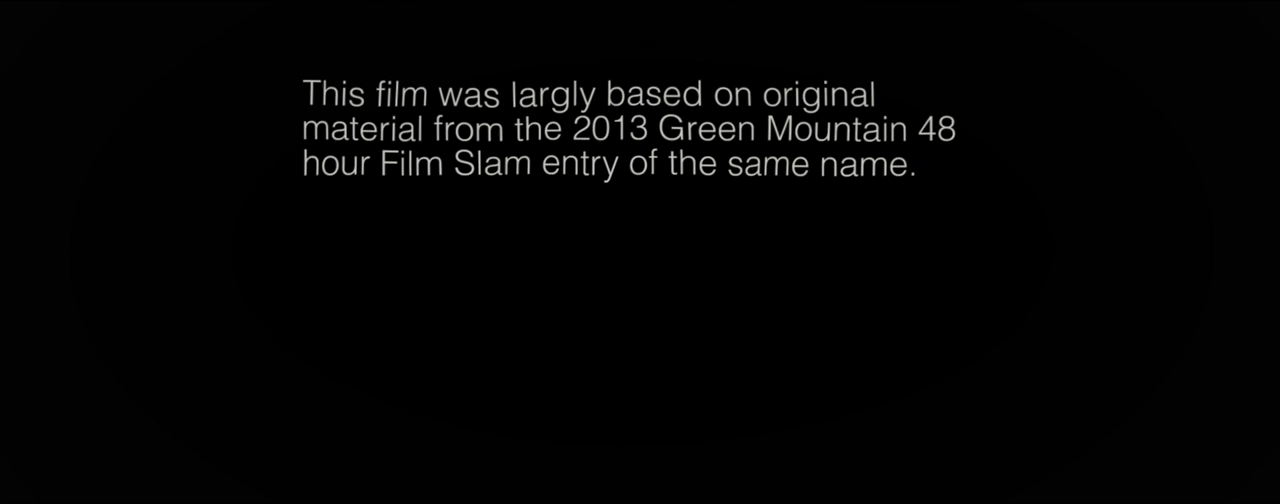 This film was largly based on original
material from the 2013 Green Mountain 48
hour Film Slam entry of the same name.